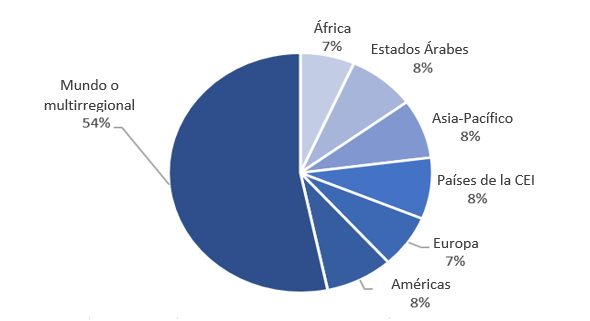 África
7%
Estados Árabes
8%
Asia-Pacífico
8%
Países de la CEI
8%
Europa
7%
Américas
8%
Mundo o
multirregional
54%